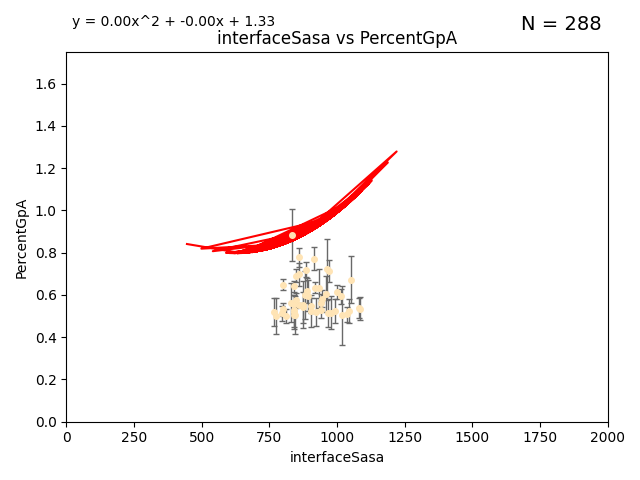 y = 0.00x^2 + -0.00x + 1.33
N = 288
interfaceSasa vs PercentGpA
PercentGpA
1.6
1.4
1.2
1.0
0.8
0.6
0.4
0.2
0.0
0 250 500 750 1000 1250 1500 1750 2000
interfaceSasa